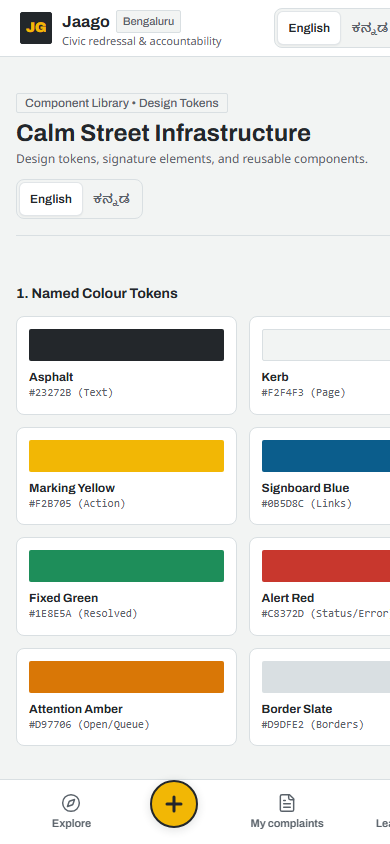 JG
Jaago
Bengaluru
Civic redressal & accountability
English
Component Library • Design Tokens
Calm Street Infrastructure
Design tokens, signature elements, and reusable components.
English ಕನ್ನಡ
1. Named Colour Tokens
Asphalt
#23272B (Text)
Kerb
#F2F4F3 (Page)
Marking Yellow
#F2B705 (Action)
Signboard Blue
#0B5D8C (Links)
Fixed Green
#1E8E5A (Resolved)
Alert Red
#C8372D (Status/Error
Attention Amber
#D97706 (Open/Queue)
Border Slate
#D9DFE2 (Borders)
Explore
My complaints